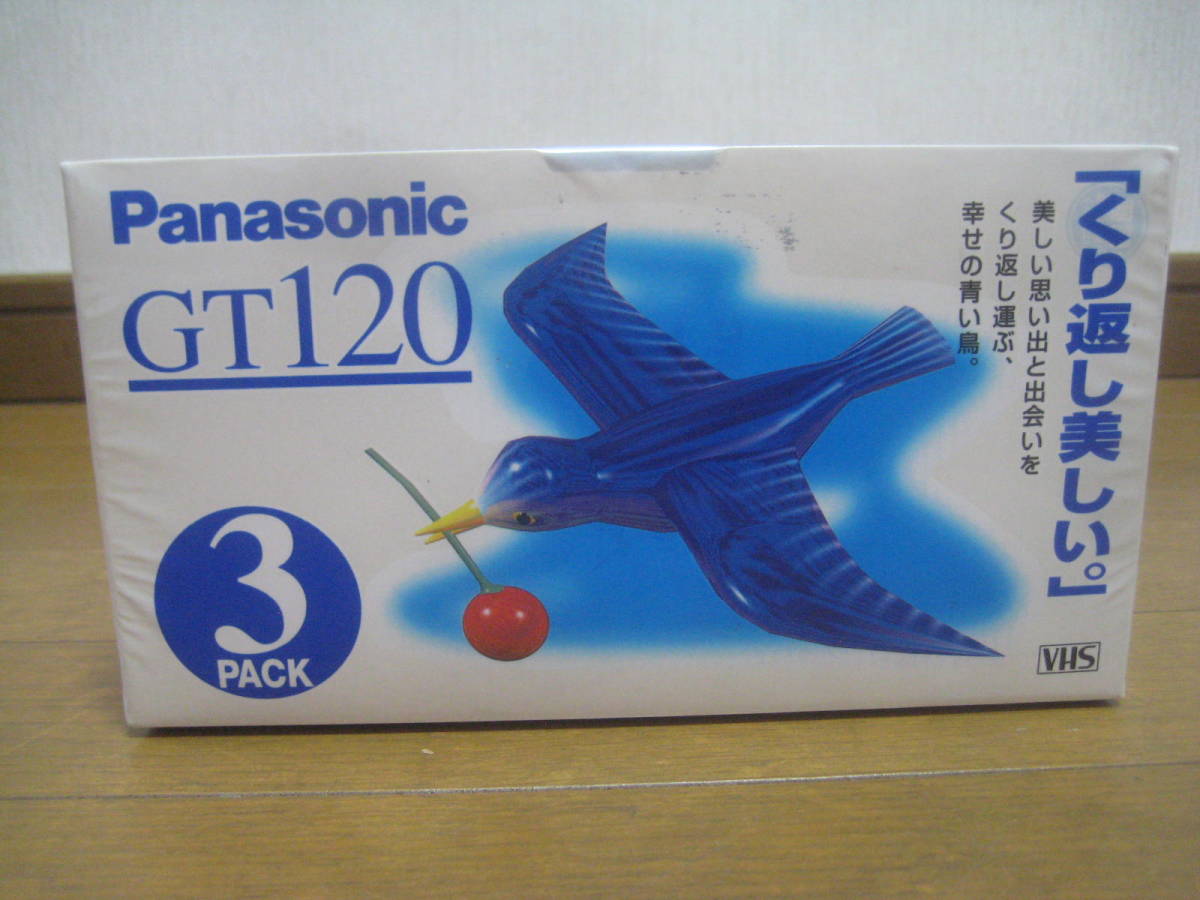 Panasonic
GT120
3
PACK
「くり返し美しい。」
美しい思い出と出会いを
くり返し運ぶ、
幸せの青い鳥。
VHS